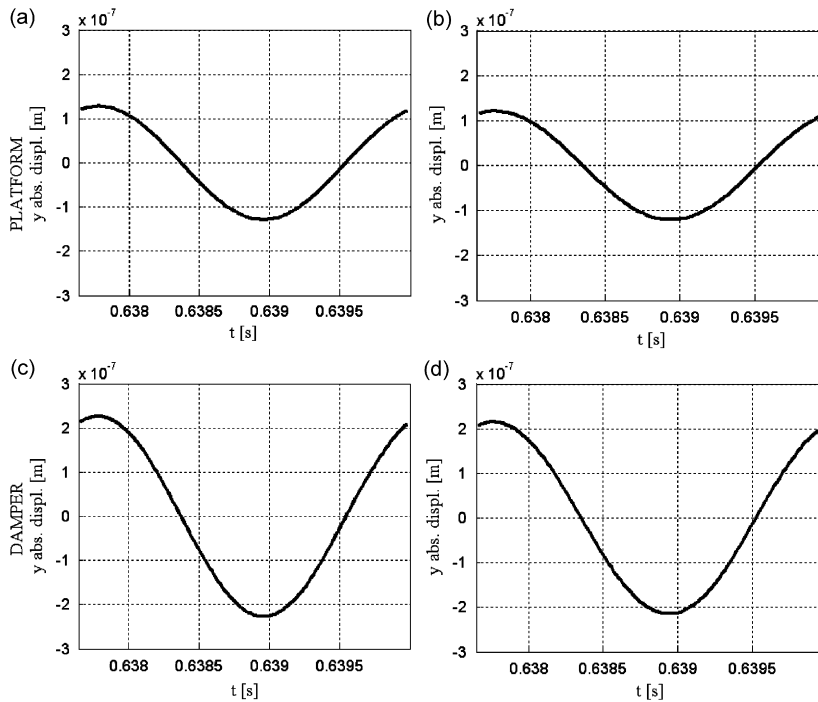 (a)
x 10-7
3
2
1
0
-1
-2
-3
PLATFORM
y abs. displ. [m]
0.638 0.6385 0.639 0.6395
t [s]
(b)
x 10-7
3
2
1
0
-1
-2
-3
y abs. displ. [m]
0.638 0.6385 0.639 0.6395
t [s]
(c)
x 10-7
3
2
1
0
-1
-2
-3
DAMPER
y abs. displ. [m]
0.638 0.6385 0.639 0.6395
t [s]
(d)
x 10-7
3
2
1
0
-1
-2
-3
y abs. displ. [m]
0.638 0.6385 0.639 0.6395
t [s]